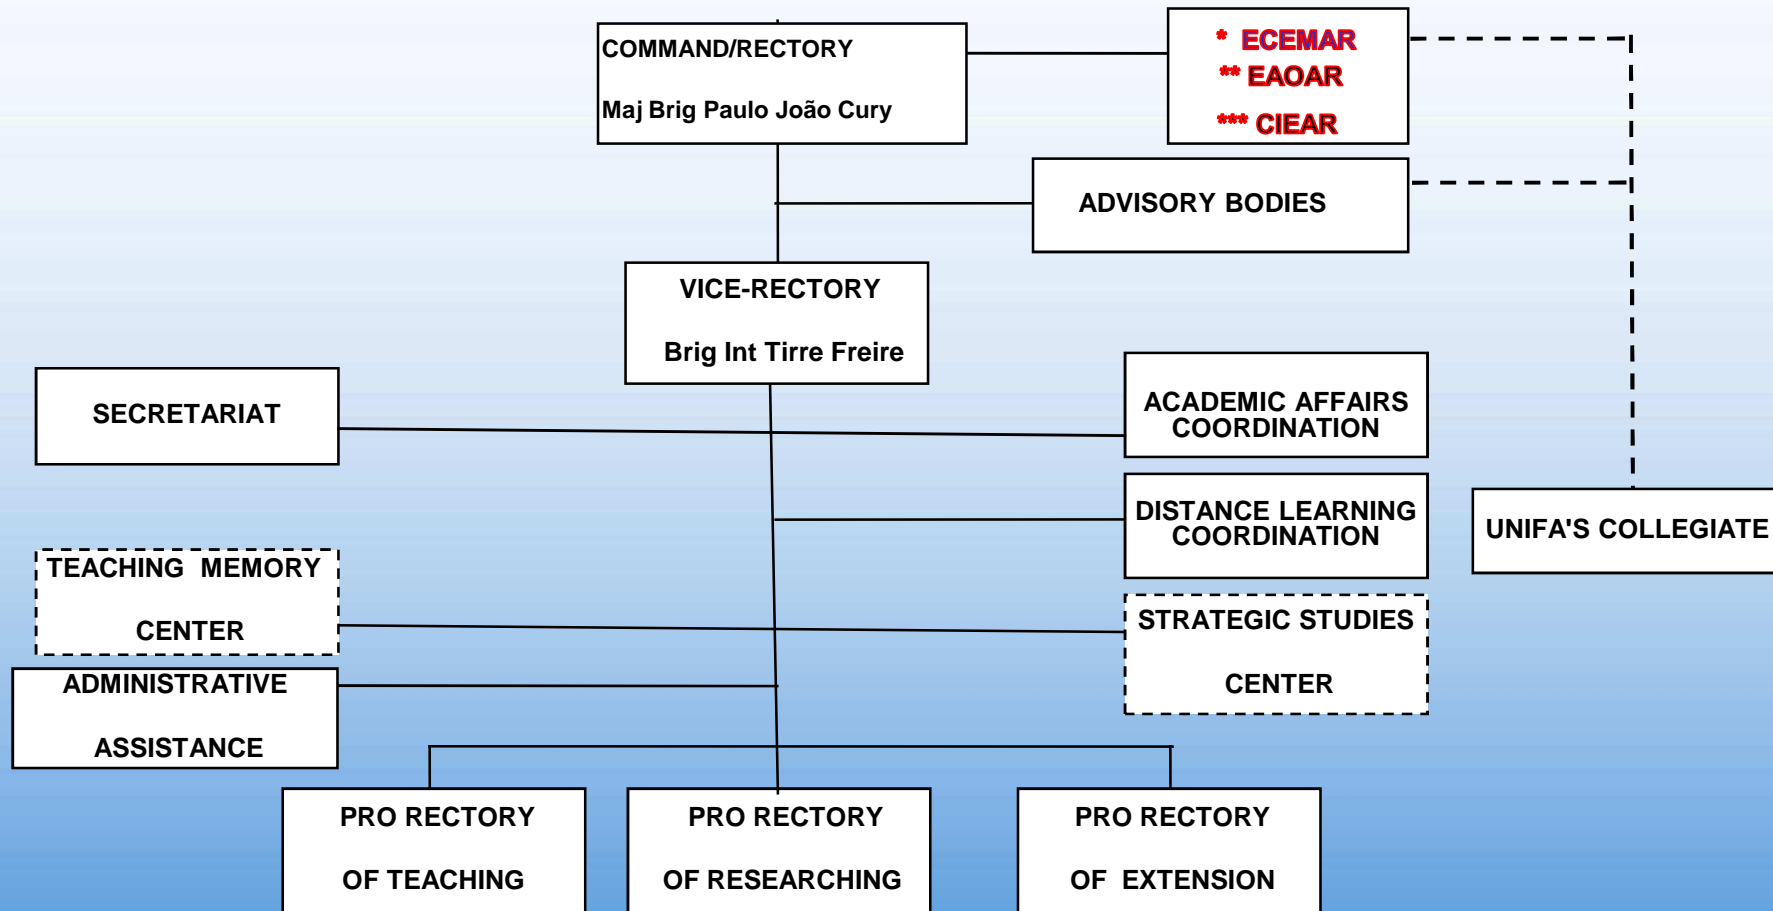 COMMAND/RECTORY
Maj Brig Paulo João Cury
* ECEMAR
** EAOAR
*** CIEAR
ADVISORY BODIES
VICE-RECTORY
Brig Int Tirre Freire
SECRETARIAT
ACADEMIC AFFAIRS
COORDINATION
DISTANCE LEARNING
COORDINATION
UNIFA'S COLLEGIATE
TEACHING MEMORY
CENTER
STRATEGIC STUDIES
CENTER
ADMINISTRATIVE
ASSISTANCE
PRO RECTORY
OF TEACHING
PRO RECTORY
OF RESEARCHING
PRO RECTORY
OF EXTENSION